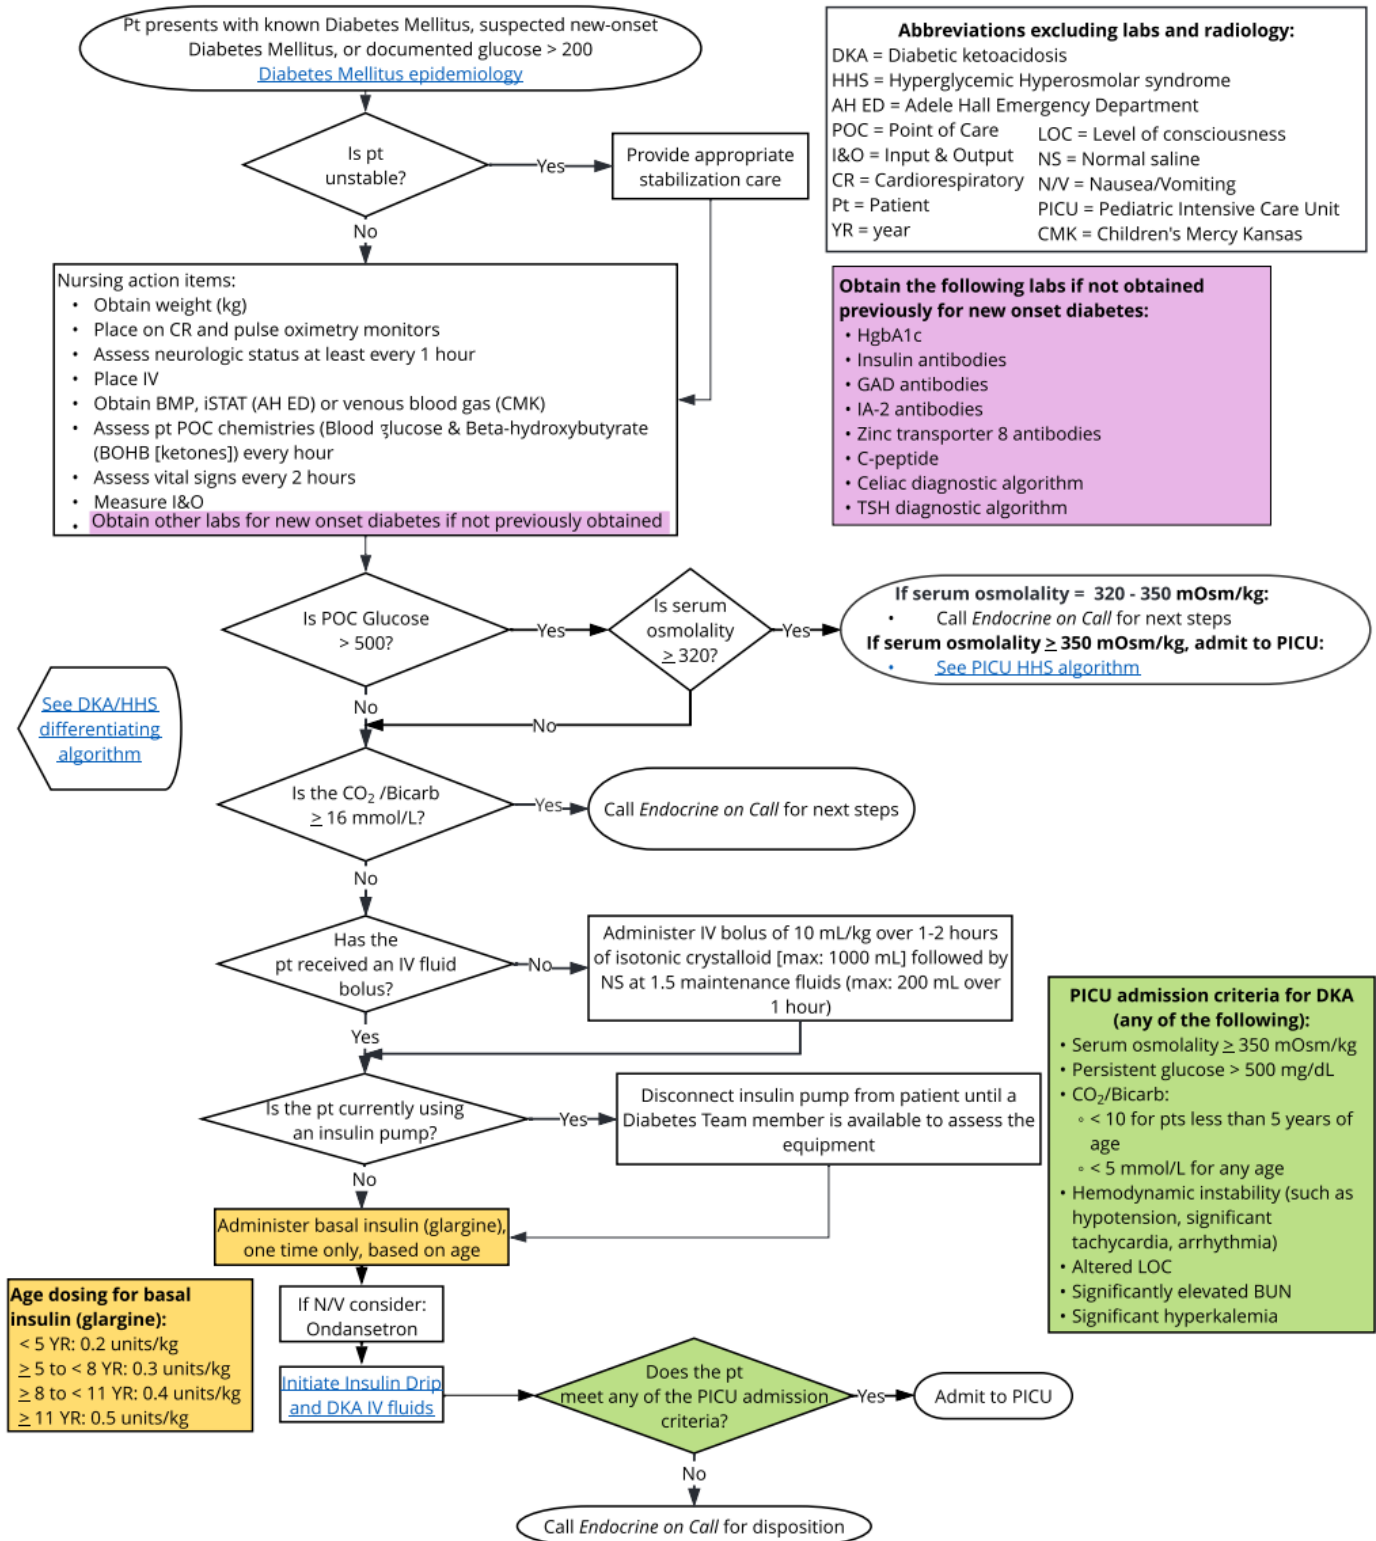 Pt presents with known Diabetes Mellitus, suspected new-onset
Diabetes Mellitus, or documented glucose > 200
Diabetes Mellitus epidemiology
Abbreviations excluding labs and radiology:
DKA = Diabetic ketoacidosis
HHS = Hyperglycemic Hyperosmolar syndrome
AH ED = Adele Hall Emergency Department
POC = Point of Care
I&O = Input & Output
CR = Cardiorespiratory
Pt = Patient
YR = year
LOC = Level of consciousness
NS = Normal saline
N/V = Nausea/Vomiting
PICU = Pediatric Intensive Care Unit
CMK = Children's Mercy Kansas
Is pt
unstable?
Yes
Provide appropriate
stabilization care
No
Nursing action items:
• Obtain weight (kg)
• Place on CR and pulse oximetry monitors
• Assess neurologic status at least every 1 hour
• Place IV
• Obtain BMP, iSTAT (AH ED) or venous blood gas (CMK)
• Assess pt POC chemistries (Blood glucose & Beta-hydroxybutyrate
(BOHB [ketones]) every hour
• Assess vital signs every 2 hours
• Measure I&O
• Obtain other labs for new onset diabetes if not previously obtained
Obtain the following labs if not obtained
previously for new onset diabetes:
• HgbA1c
• Insulin antibodies
• GAD antibodies
• IA-2 antibodies
• Zinc transporter 8 antibodies
• C-peptide
• Celiac diagnostic algorithm
• TSH diagnostic algorithm
Is POC Glucose
> 500?
Yes
Is serum
osmolality
≥ 320?
Yes
If serum osmolality = 320 - 350 mOsm/kg:
• Call Endocrine on Call for next steps
If serum osmolality ≥ 350 mOsm/kg, admit to PICU:
• See PICU HHS algorithm
No
No
See DKA/HHS
differentiating
algorithm
Is the CO₂ /Bicarb
≥ 16 mmol/L?
Yes
Call Endocrine on Call for next steps
No
Has the
pt received an IV fluid
bolus?
No
Administer IV bolus of 10 mL/kg over 1-2 hours
of isotonic crystalloid [max: 1000 mL] followed by
NS at 1.5 maintenance fluids (max: 200 mL over
1 hour)
Yes
Is the pt currently using
an insulin pump?
Yes
Disconnect insulin pump from patient until a
Diabetes Team member is available to assess the
equipment
No
PICU admission criteria for DKA
(any of the following):
• Serum osmolality ≥ 350 mOsm/kg
• Persistent glucose > 500 mg/dL
• CO₂/Bicarb:
◦ < 10 for pts less than 5 years of
age
◦ < 5 mmol/L for any age
• Hemodynamic instability (such as
hypotension, significant
tachycardia, arrhythmia)
• Altered LOC
• Significantly elevated BUN
• Significant hyperkalemia
Administer basal insulin (glargine),
one time only, based on age
Age dosing for basal
insulin (glargine):
< 5 YR: 0.2 units/kg
≥ 5 to < 8 YR: 0.3 units/kg
≥ 8 to < 11 YR: 0.4 units/kg
≥ 11 YR: 0.5 units/kg
If N/V consider:
Ondansetron
Initiate Insulin Drip
and DKA IV fluids
Does the pt
meet any of the PICU admission
criteria?
Yes
Admit to PICU
No
Call Endocrine on Call for disposition